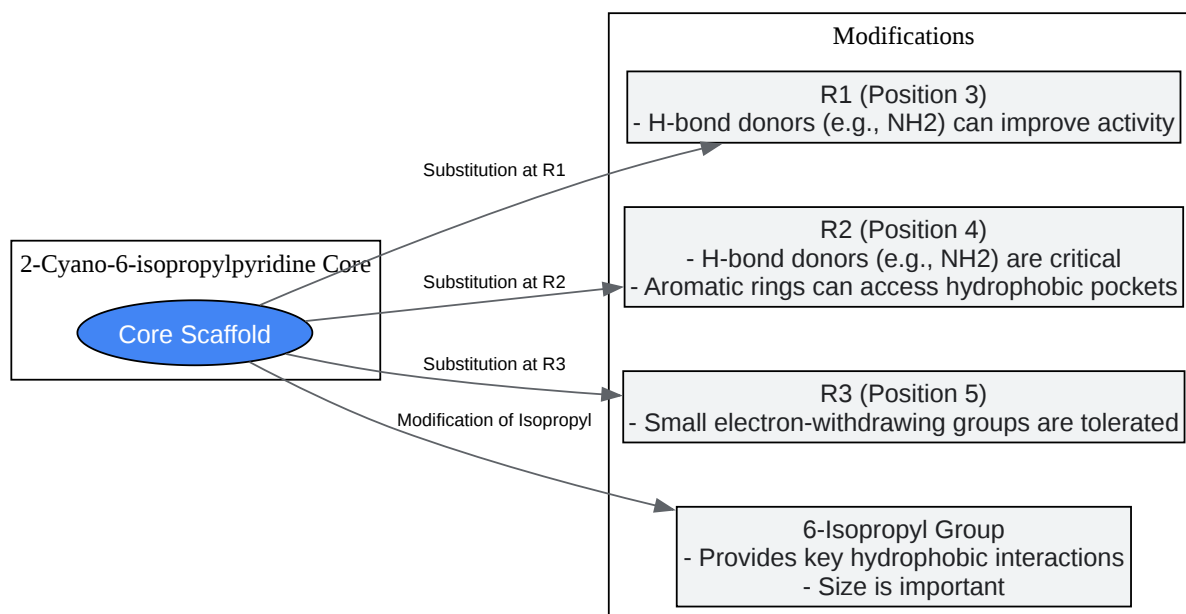 Modifications
R1 (Position 3)
- H-bond donors (e.g., NH2) can improve activity
Substitution at R1
R2 (Position 4)
- H-bond donors (e.g., NH2) are critical
- Aromatic rings can access hydrophobic pockets
2-Cyano-6-isopropylpyridine Core
Substitution at R2
Core Scaffold
Substitution at R3
R3 (Position 5)
- Small electron-withdrawing groups are tolerated
Modification of Isopropyl
6-Isopropyl Group
- Provides key hydrophobic interactions
- Size is important